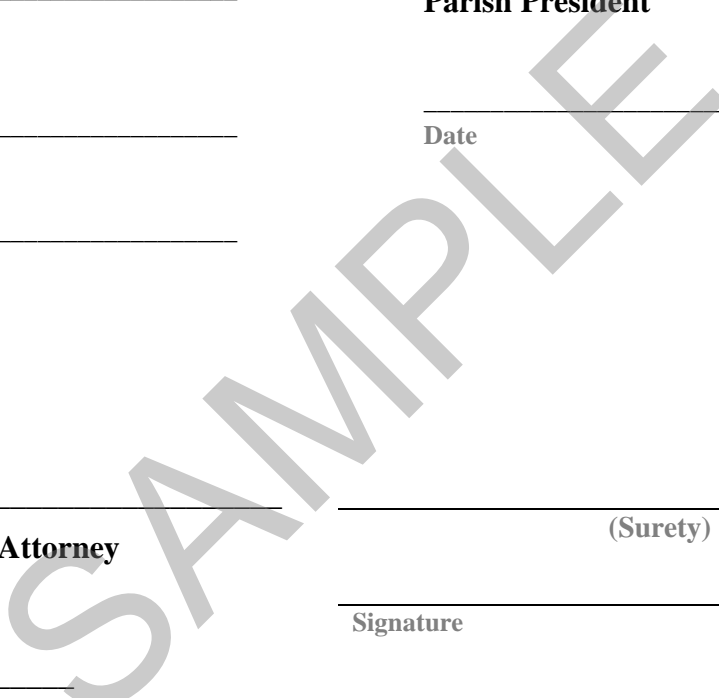 Parish President
Date
(Surety)
Attorney
Signature
SAMPLE